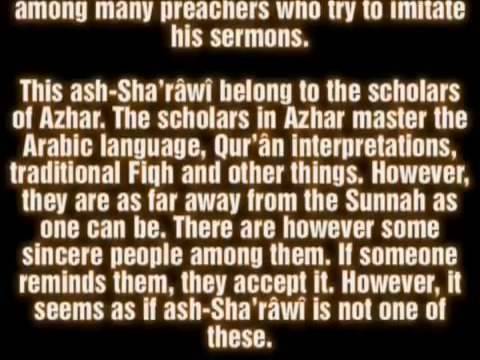 among many preachers who try to imitate
his sermons.
This ash-Sha'râwî belong to the scholars
of Azhar. The scholars in Azhar master the
Arabic language, Qur'ân interpretations,
traditional Fiqh and other things. However,
they are as far away from the Sunnah as
one can be. There are however some
sincere people among them. If someone
reminds them, they accept it. However, it
seems as if ash-Sha'râwî is not one of
these.